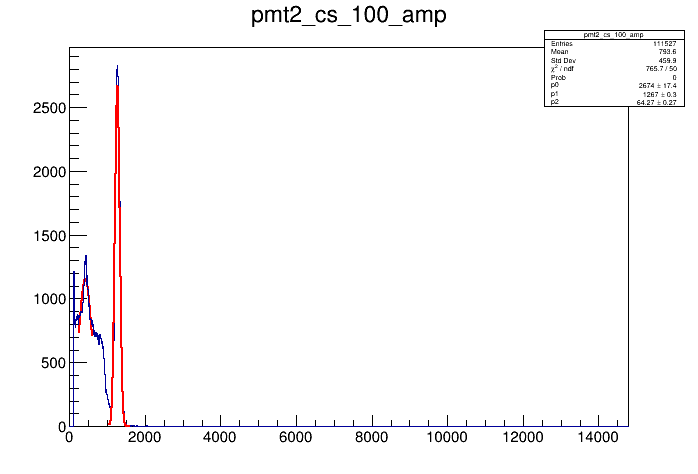 pmt2_cs_100_amp
pmt2_cs_100_amp
Entries 111527
Mean 793.6
Std Dev 459.9
χ² / ndf 765.7 / 50
Prob 0
p0 2674 ± 17.4
p1 1267 ± 0.3
p2 64.27 ± 0.27
2500
2000
1500
1000
500
0
0 2000 4000 6000 8000 10000 12000 14000